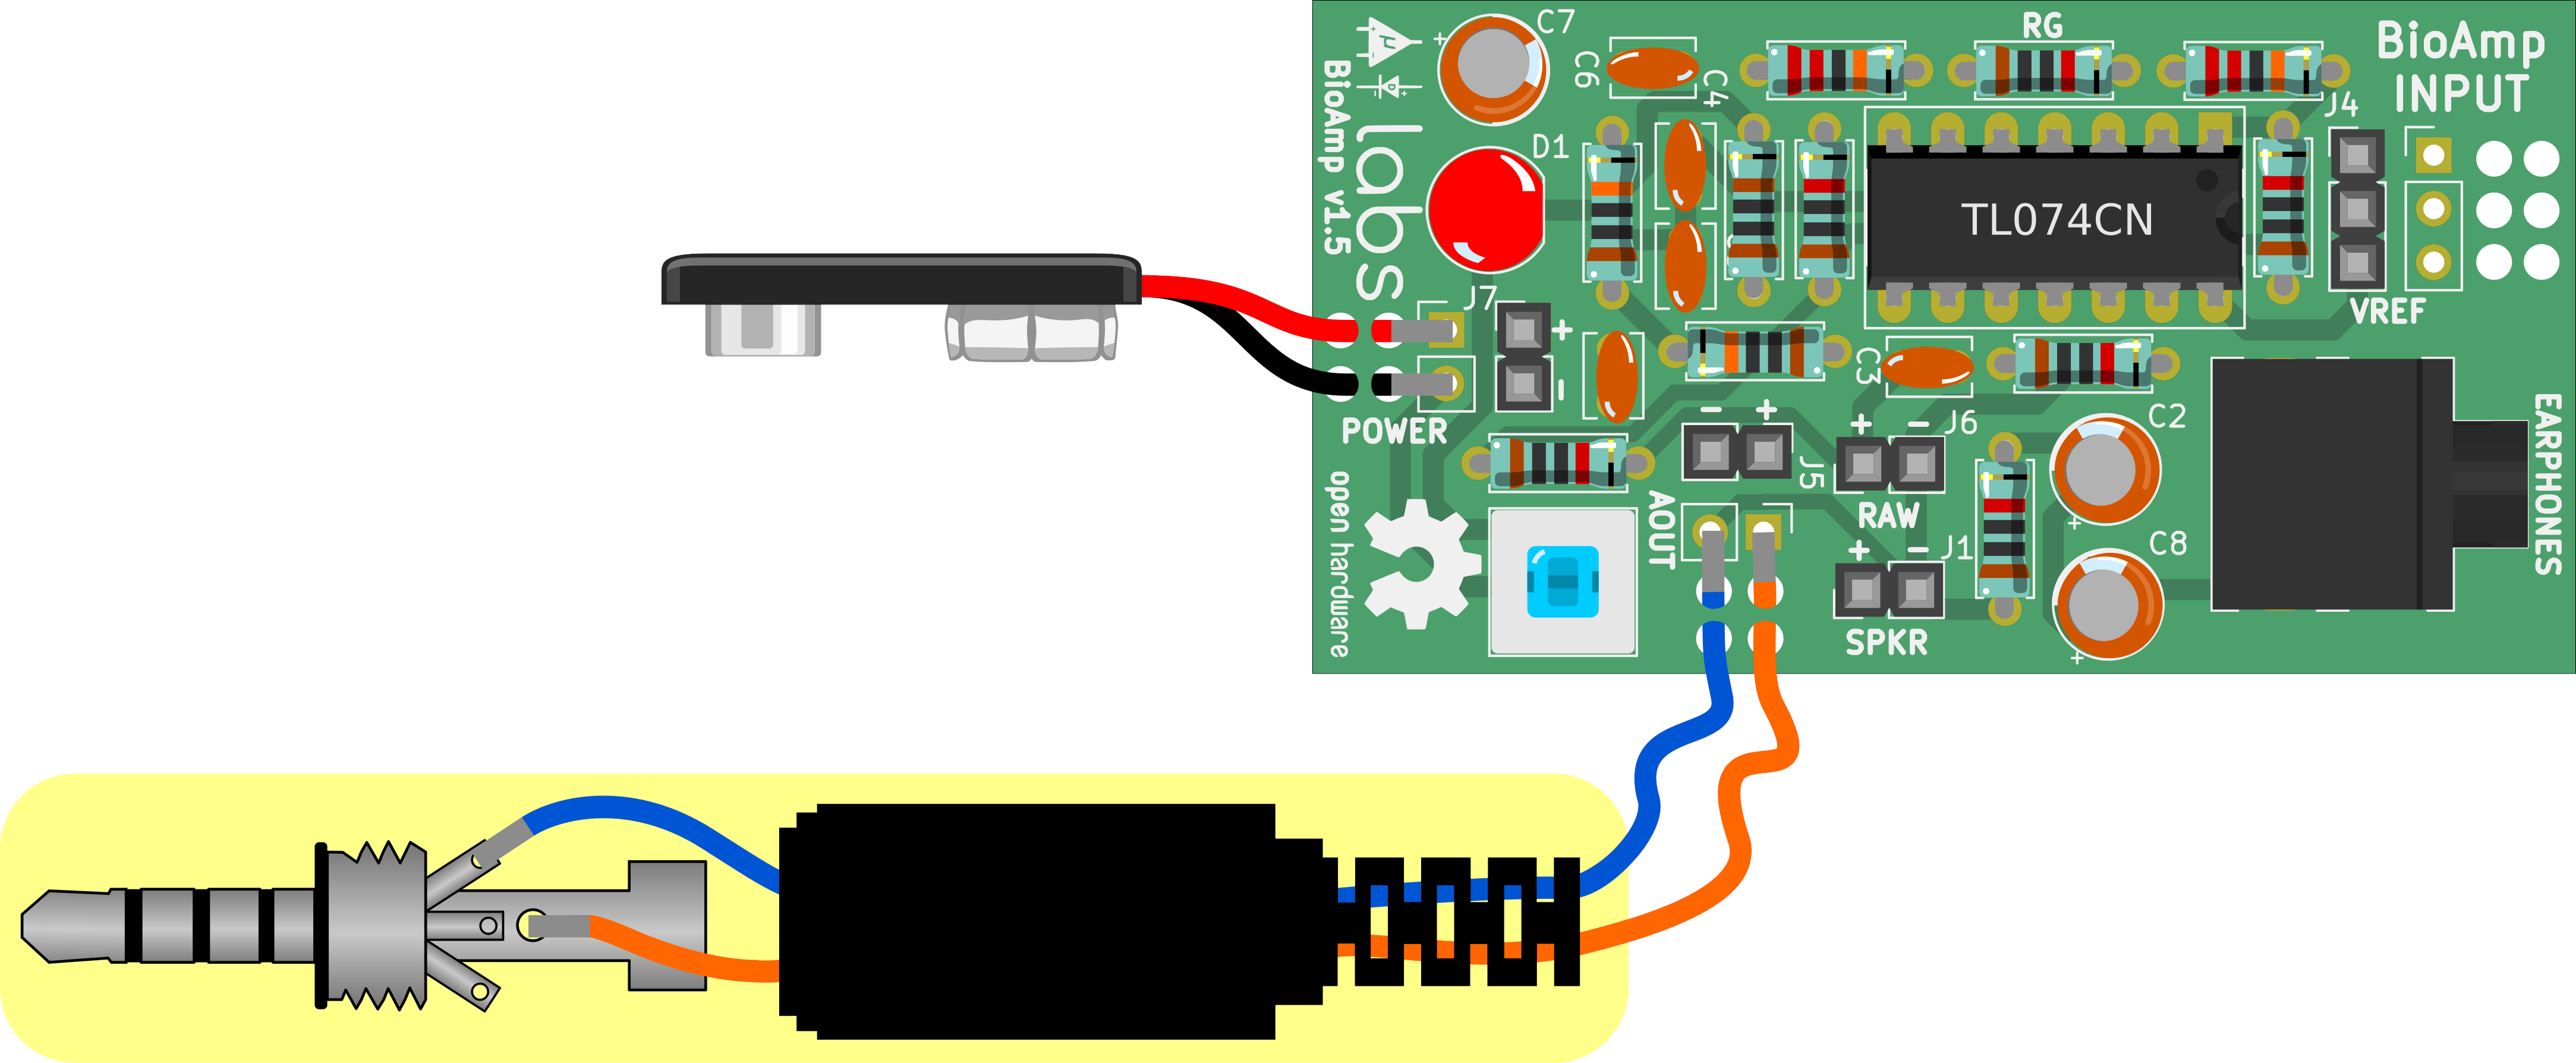 C7
RG
BioAmp
INPUT
C6
C4
J4
BioAmp v1.5
µ
labs
D1
TL074CN
+
J7
+
-
VREF
POWER
C3
- +
J5
+ -
J6
C2
RAW
EARPHONES
open hardware
AOUT
+ -
J1
C8
+
SPKR
+